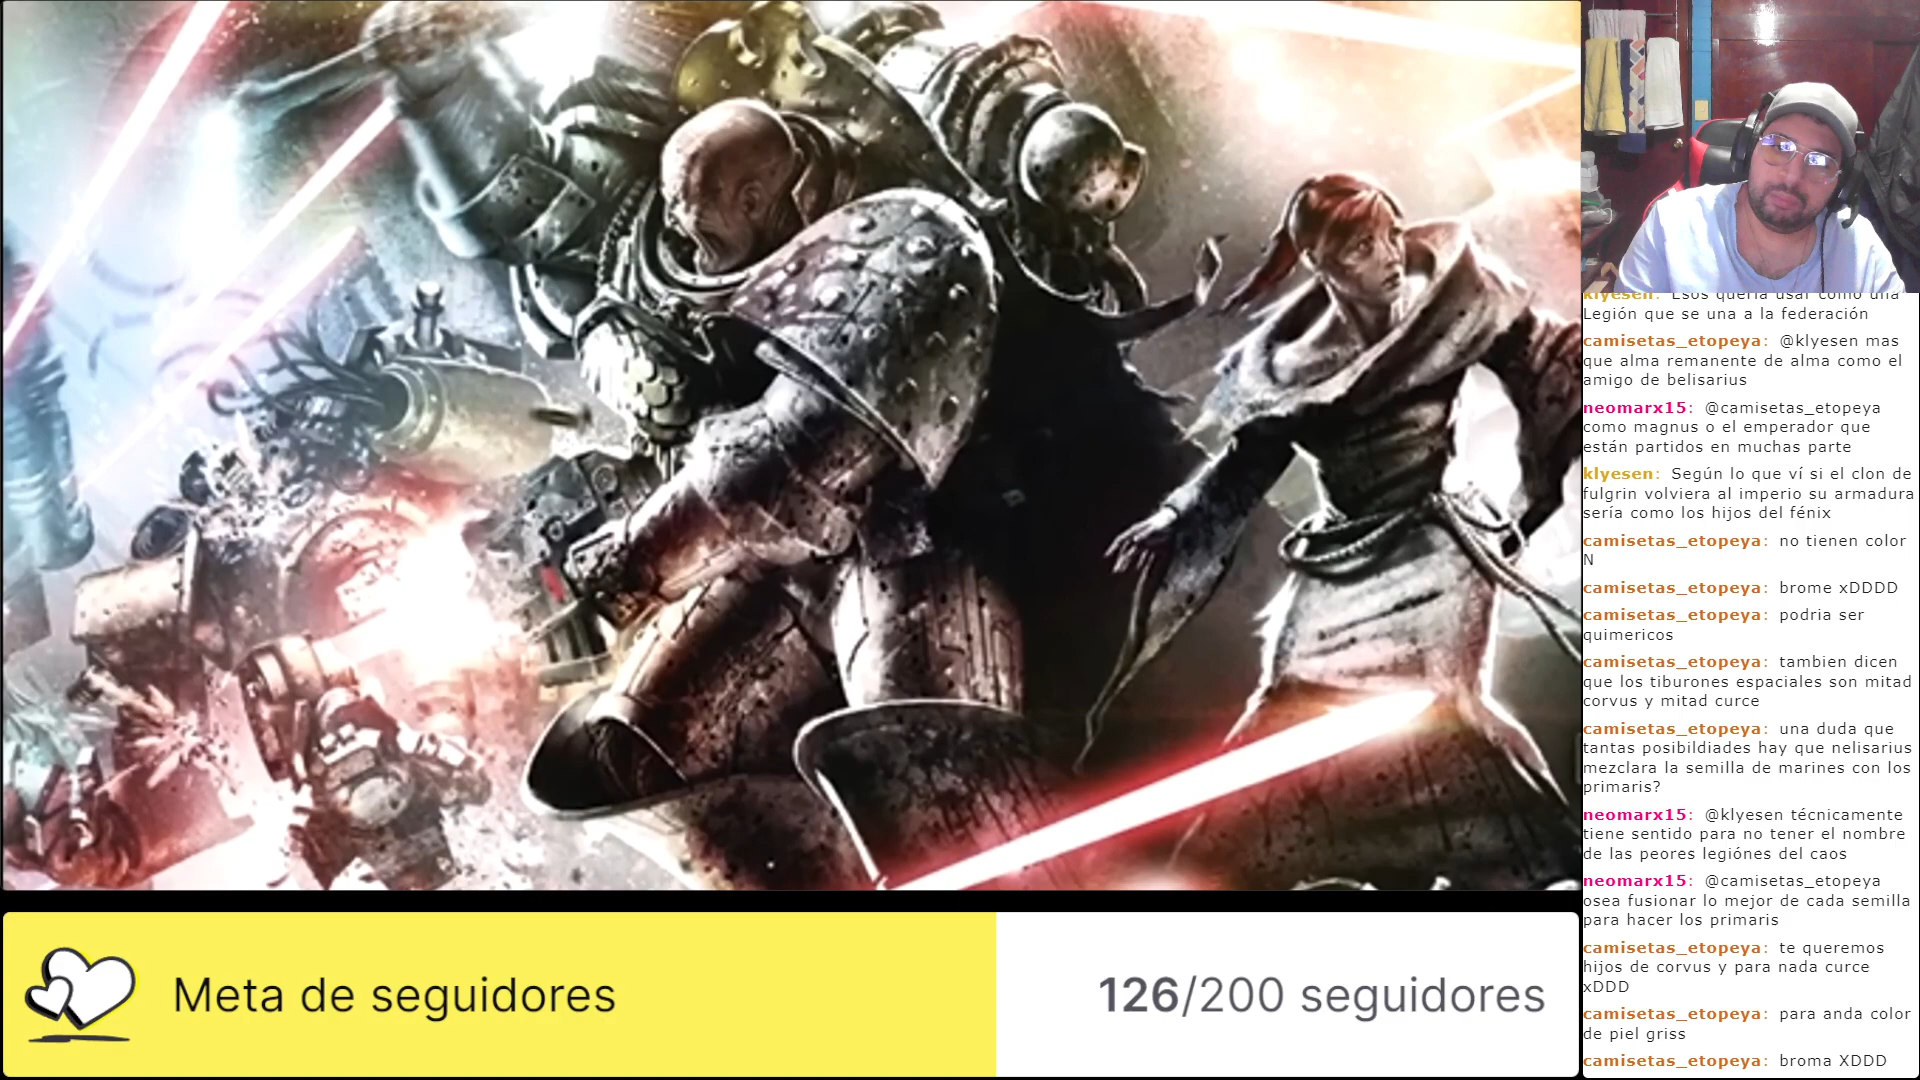 klyesen: Esos quería usar como una
Legión que se una a la federación
camisetas_etopeya: @klyesen mas
que alma remanente de alma como el
amigo de belisarius
neomarx15: @camisetas_etopeya
como magnus o el emperador que
están partidos en muchas parte
klyesen: Según lo que ví si el clon de
fulgrin volviera al imperio su armadura
sería como los hijos del fénix
camisetas_etopeya: no tienen color
N
camisetas_etopeya: brome xDDDD
camisetas_etopeya: podria ser
quimericos
camisetas_etopeya: tambien dicen
que los tiburones espaciales son mitad
corvus y mitad curce
camisetas_etopeya: una duda que
tantas posibildiades hay que nelisarius
mezclara la semilla de marines con los
primaris?
neomarx15: @klyesen técnicamente
tiene sentido para no tener el nombre
de las peores legiónes del caos
neomarx15: @camisetas_etopeya
osea fusionar lo mejor de cada semilla
para hacer los primaris
camisetas_etopeya: te queremos
hijos de corvus y para nada curce
xDDD
camisetas_etopeya: para anda color
de piel griss
camisetas_etopeya: broma XDDD
Meta de seguidores
126/200 seguidores